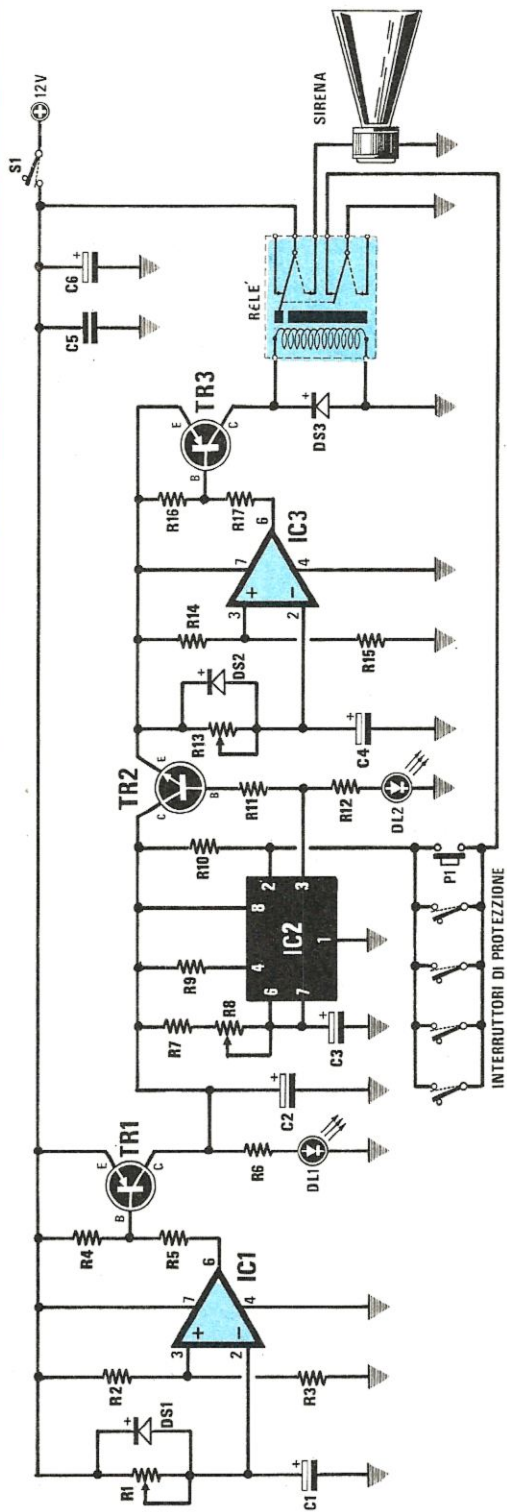 S1
+ 12V
C6 +
C5
SIRENA
RELE'
TR3
E
C
B
R16
R17
DS3 +
6
IC3
7
4
3 +
2 −
R14
R15
DS2 +
R13
C4 +
TR2
E
C
B
R11
R12
DL2
R10
R9
R7
R8
8
4
2
3
6
7
1
IC2
C3 +
P1
INTERRUTTORI DI PROTEZZIONE
C2 +
TR1
E
C
B
R6
DL1
R4
R5
6
IC1
7
4
3 +
2 −
R2
R3
DS1 +
R1
C1 +